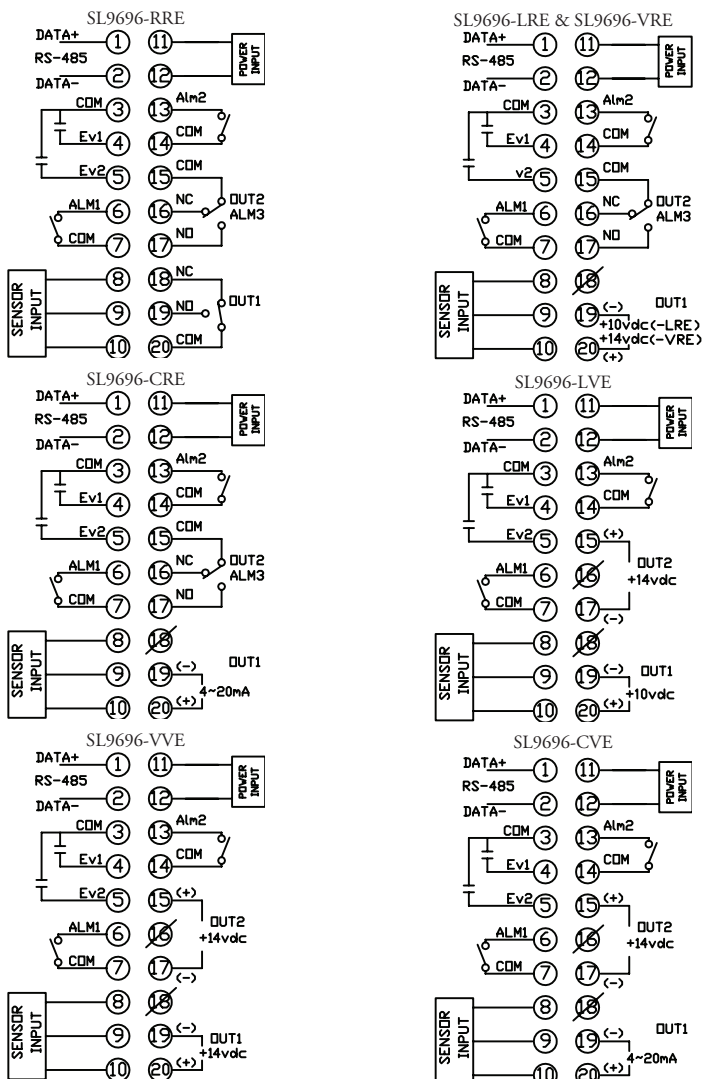 SL9696-RRE
DATA+ 1 11
RS-485 POWER INPUT
DATA- 2 12
COM 3 13 Alm2
Ev1 4 14 COM
Ev2 5 15 COM
ALM1 6 16 NC OUT2 ALM3
COM 7 17 NO
8 18 NC
SENSOR INPUT 9 19 NO OUT1
10 20 COM
SL9696-LRE & SL9696-VRE
DATA+ 1 11
RS-485 POWER INPUT
DATA- 2 12
COM 3 13 Alm2
Ev1 4 14 COM
v2 5 15 COM
ALM1 6 16 NC OUT2 ALM3
COM 7 17 NO
8 18
SENSOR INPUT 9 19 (-) OUT1
+10vdc(-LRE)
+14vdc(-VRE)
10 20 (+)
SL9696-CRE
DATA+ 1 11
RS-485 POWER INPUT
DATA- 2 12
COM 3 13 Alm2
Ev1 4 14 COM
Ev2 5 15 COM
ALM1 6 16 NC OUT2 ALM3
COM 7 17 NO
8 18
SENSOR INPUT 9 19 (-) OUT1
10 20 (+) 4~20mA
SL9696-LVE
DATA+ 1 11
RS-485 POWER INPUT
DATA- 2 12
COM 3 13 Alm2
Ev1 4 14 COM
Ev2 5 15 (+)
ALM1 6 16 OUT2 +14vdc
COM 7 17 (-)
8 18
SENSOR INPUT 9 19 (-) OUT1
10 20 (+) +10vdc
SL9696-VVE
DATA+ 1 11
RS-485 POWER INPUT
DATA- 2 12
COM 3 13 Alm2
Ev1 4 14 COM
Ev2 5 15 (+)
ALM1 6 16 OUT2 +14vdc
COM 7 17 (-)
8 18
SENSOR INPUT 9 19 (-) OUT1
10 20 (+) +14vdc
SL9696-CVE
DATA+ 1 11
RS-485 POWER INPUT
DATA- 2 12
COM 3 13 Alm2
Ev1 4 14 COM
Ev2 5 15 (+)
ALM1 6 16 OUT2 +14vdc
COM 7 17 (-)
8 18
SENSOR INPUT 9 19 (-) OUT1
10 20 (+) 4~20mA